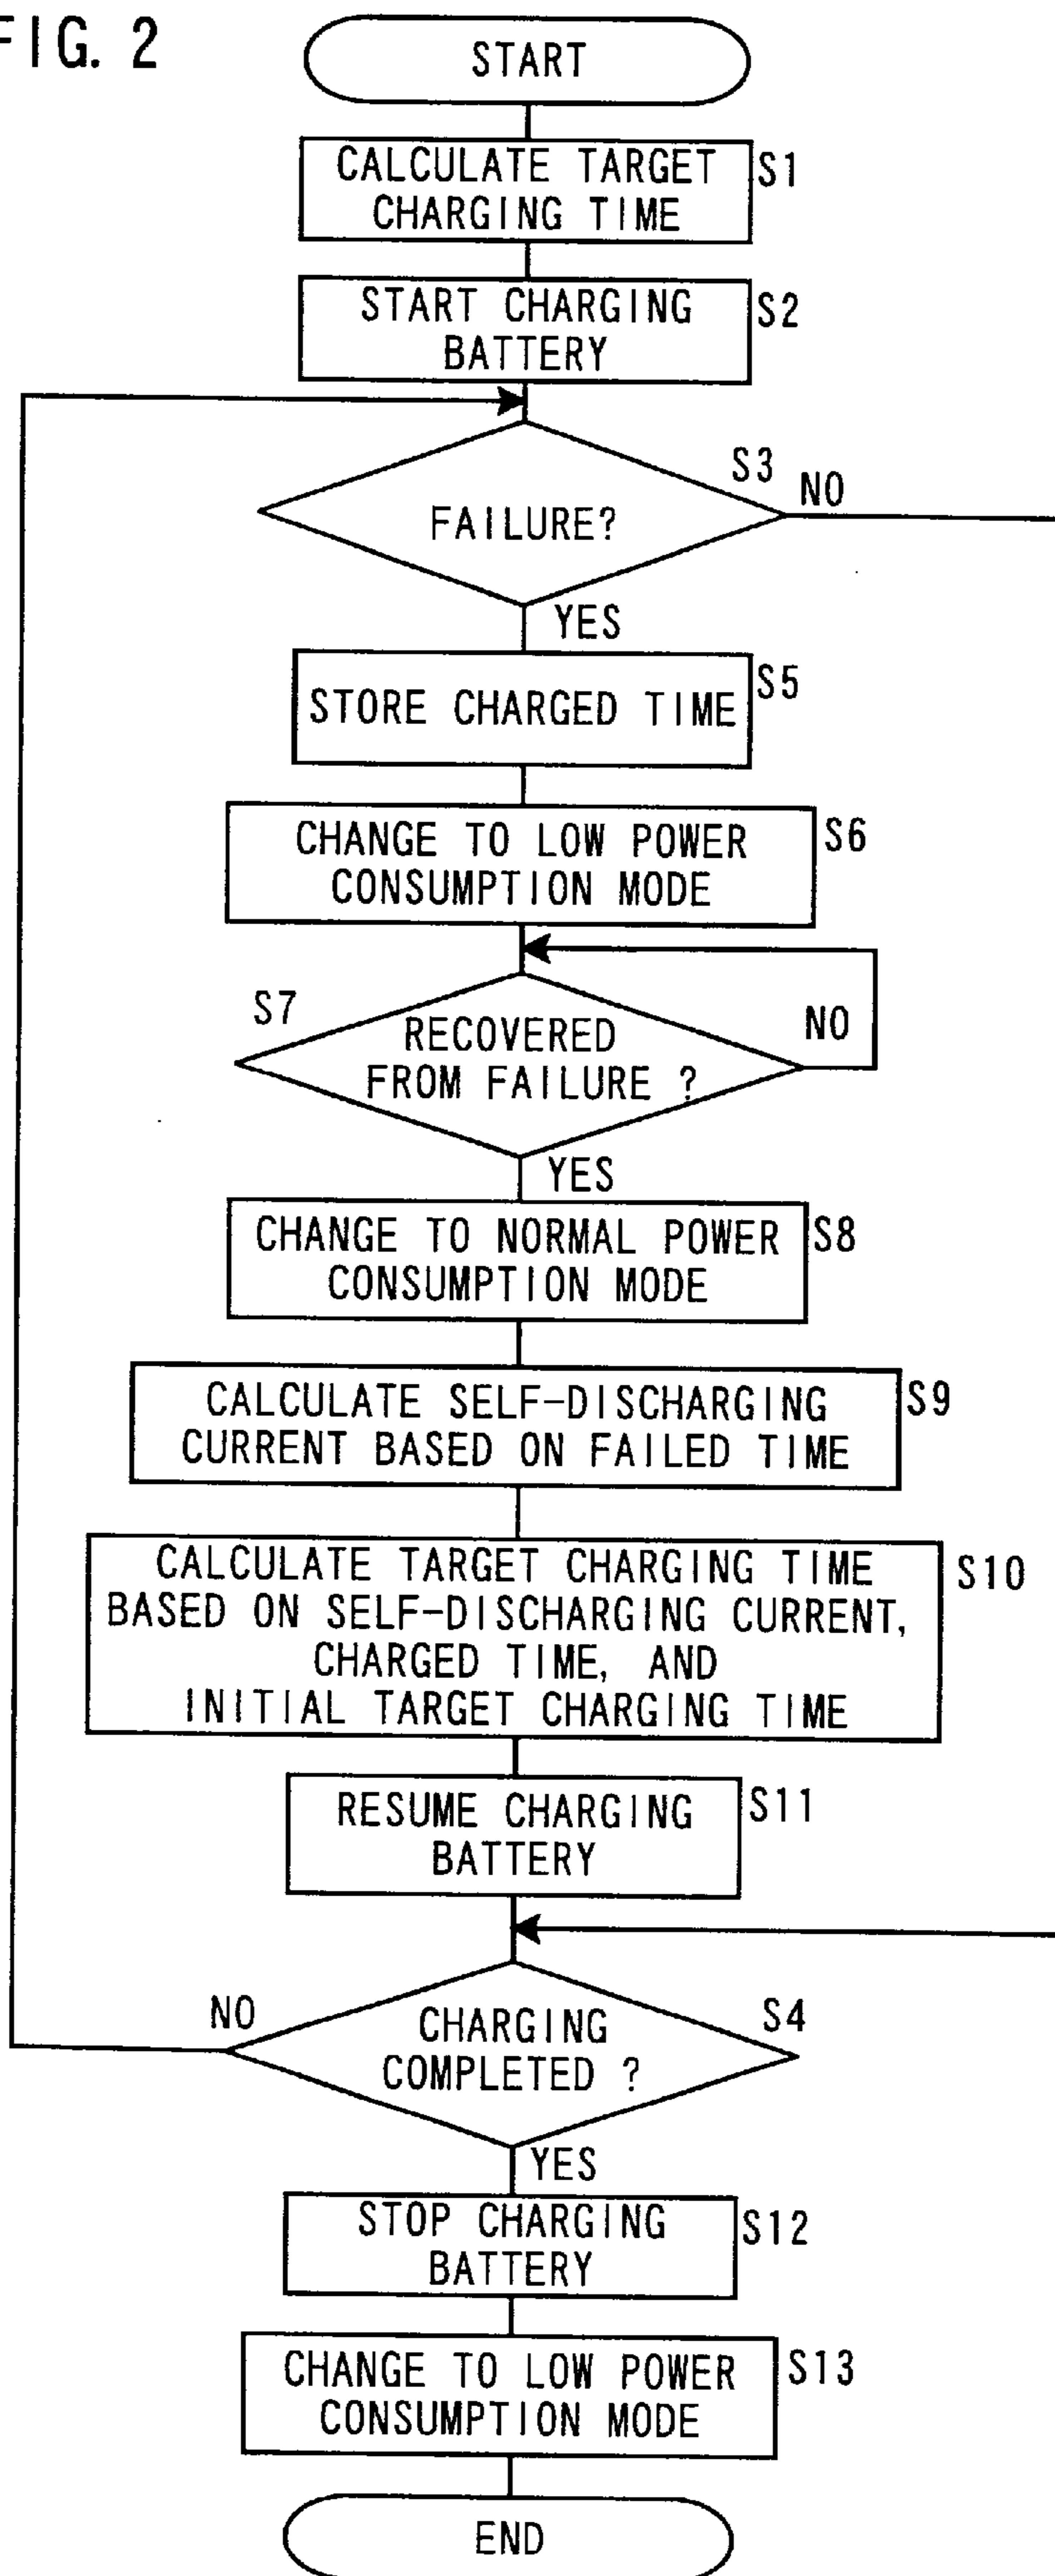 FIG. 2
START
CALCULATE TARGET
CHARGING TIME
S1
START CHARGING
BATTERY
S2
S3
NO
FAILURE?
YES
STORE CHARGED TIME
S5
CHANGE TO LOW POWER
CONSUMPTION MODE
S6
S7
RECOVERED
FROM FAILURE ?
NO
YES
CHANGE TO NORMAL POWER
CONSUMPTION MODE
S8
CALCULATE SELF-DISCHARGING
CURRENT BASED ON FAILED TIME
S9
CALCULATE TARGET CHARGING TIME
BASED ON SELF-DISCHARGING CURRENT,
CHARGED TIME, AND
INITIAL TARGET CHARGING TIME
S10
RESUME CHARGING
BATTERY
S11
NO
CHARGING
COMPLETED ?
S4
YES
STOP CHARGING
BATTERY
S12
CHANGE TO LOW POWER
CONSUMPTION MODE
S13
END